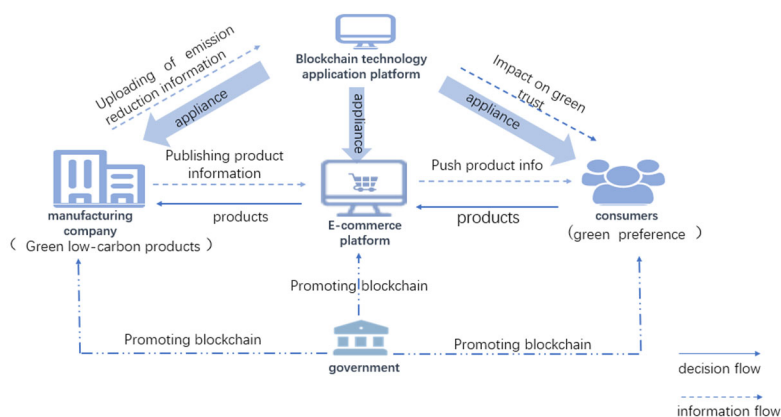 Uploading of emission
reduction information
Blockchain technology
application platform
Impact on green
trust
appliance
appliance
appliance
Publishing product
information
Push product info
products
products
manufacturing
company
( Green low-carbon products )
E-commerce
platform
consumers
(green preference )
Promoting blockchain
Promoting blockchain
Promoting blockchain
government
decision flow
information flow